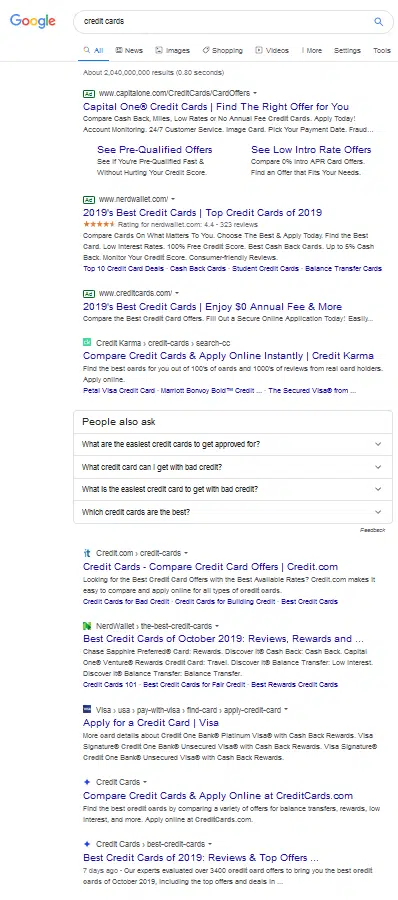 Google
credit cards
All News Images Shopping Videos More Settings Tools
About 2,040,000,000 results (0.80 seconds)
Ad www.capitalone.com/CreditCards/CardOffers
Capital One® Credit Cards | Find The Right Offer for You
Compare Cash Back, Miles, Low Rates or No Annual Fee Credit Cards. Apply Today!
Account Monitoring. 24/7 Customer Service. Image Card. Pick Your Payment Date. Fraud...
See Pre-Qualified Offers
See If You're Pre-Qualified Fast &
Without Hurting Your Credit Score.
See Low Intro Rate Offers
Compare 0% Intro APR Card Offers.
Find an Offer that Fits Your Needs.
Ad www.nerdwallet.com/
2019's Best Credit Cards | Top Credit Cards of 2019
Rating for nerdwallet.com: 4.4 - 323 reviews
Compare Cards On What Matters To You. Choose The Best & Apply Today. Find the Best
Card. Low Interest Rates. 100% Free Credit Score. Best Cash Back Cards. Up to 5% Cash
Back. Monitor Your Credit Score. Consumer-friendly Reviews.
Top 10 Credit Card Deals · Cash Back Cards · Student Credit Cards · Balance Transfer Cards
Ad www.creditcards.com/
2019's Best Credit Cards | Enjoy $0 Annual Fee & More
Compare the Best Credit Card Offers. Fill Out a Secure Online Application Today! Easily...
Credit Karma › credit-cards › search-cc
Compare Credit Cards & Apply Online Instantly | Credit Karma
Find the best cards for you out of 100's of cards and 1000's of reviews from real card holders.
Apply online.
Petal Visa Credit Card · Marriott Bonvoy Bold™ Credit ... · The Secured Visa® from ...
People also ask
What are the easiest credit cards to get approved for?
What credit card can I get with bad credit?
What is the easiest credit card to get with bad credit?
Which credit cards are the best?
Feedback
Credit.com › credit-cards
Credit Cards - Compare Credit Card Offers | Credit.com
Looking for the Best Credit Card Offers with the Best Available Rates? Credit.com makes it
easy to compare and apply online for all types of credit cards.
Credit Cards for Bad Credit · Credit Cards for Building Credit · Best Credit Cards
NerdWallet › the-best-credit-cards
Best Credit Cards of October 2019: Reviews, Rewards and ...
Chase Sapphire Preferred® Card: Rewards. Discover it® Cash Back: Cash Back. Capital
One® Venture® Rewards Credit Card: Travel. Discover it® Balance Transfer: Low Interest.
Discover it® Balance Transfer: Balance Transfer.
Credit Cards 101 · Best Credit Cards for Fair Credit · Best Rewards Credit Cards
Visa › usa › pay-with-visa › find-card › apply-credit-card
Apply for a Credit Card | Visa
More card details about Credit One Bank® Platinum Visa® with Cash Back Rewards. Visa
Signature® Credit One Bank® Unsecured Visa® with Cash Back Rewards. Visa Signature®
Credit One Bank® Unsecured Visa® with Cash Back Rewards.
Credit Cards
Compare Credit Cards & Apply Online at CreditCards.com
Find the best credit cards by comparing a variety of offers for balance transfers, rewards, low
interest, and more. Apply online at CreditCards.com.
Credit Cards › best-credit-cards
Best Credit Cards of 2019: Reviews & Top Offers ...
7 days ago - Our experts evaluated over 3400 credit card offers to bring you the best credit
cards of October 2019, including the top offers and deals in ...